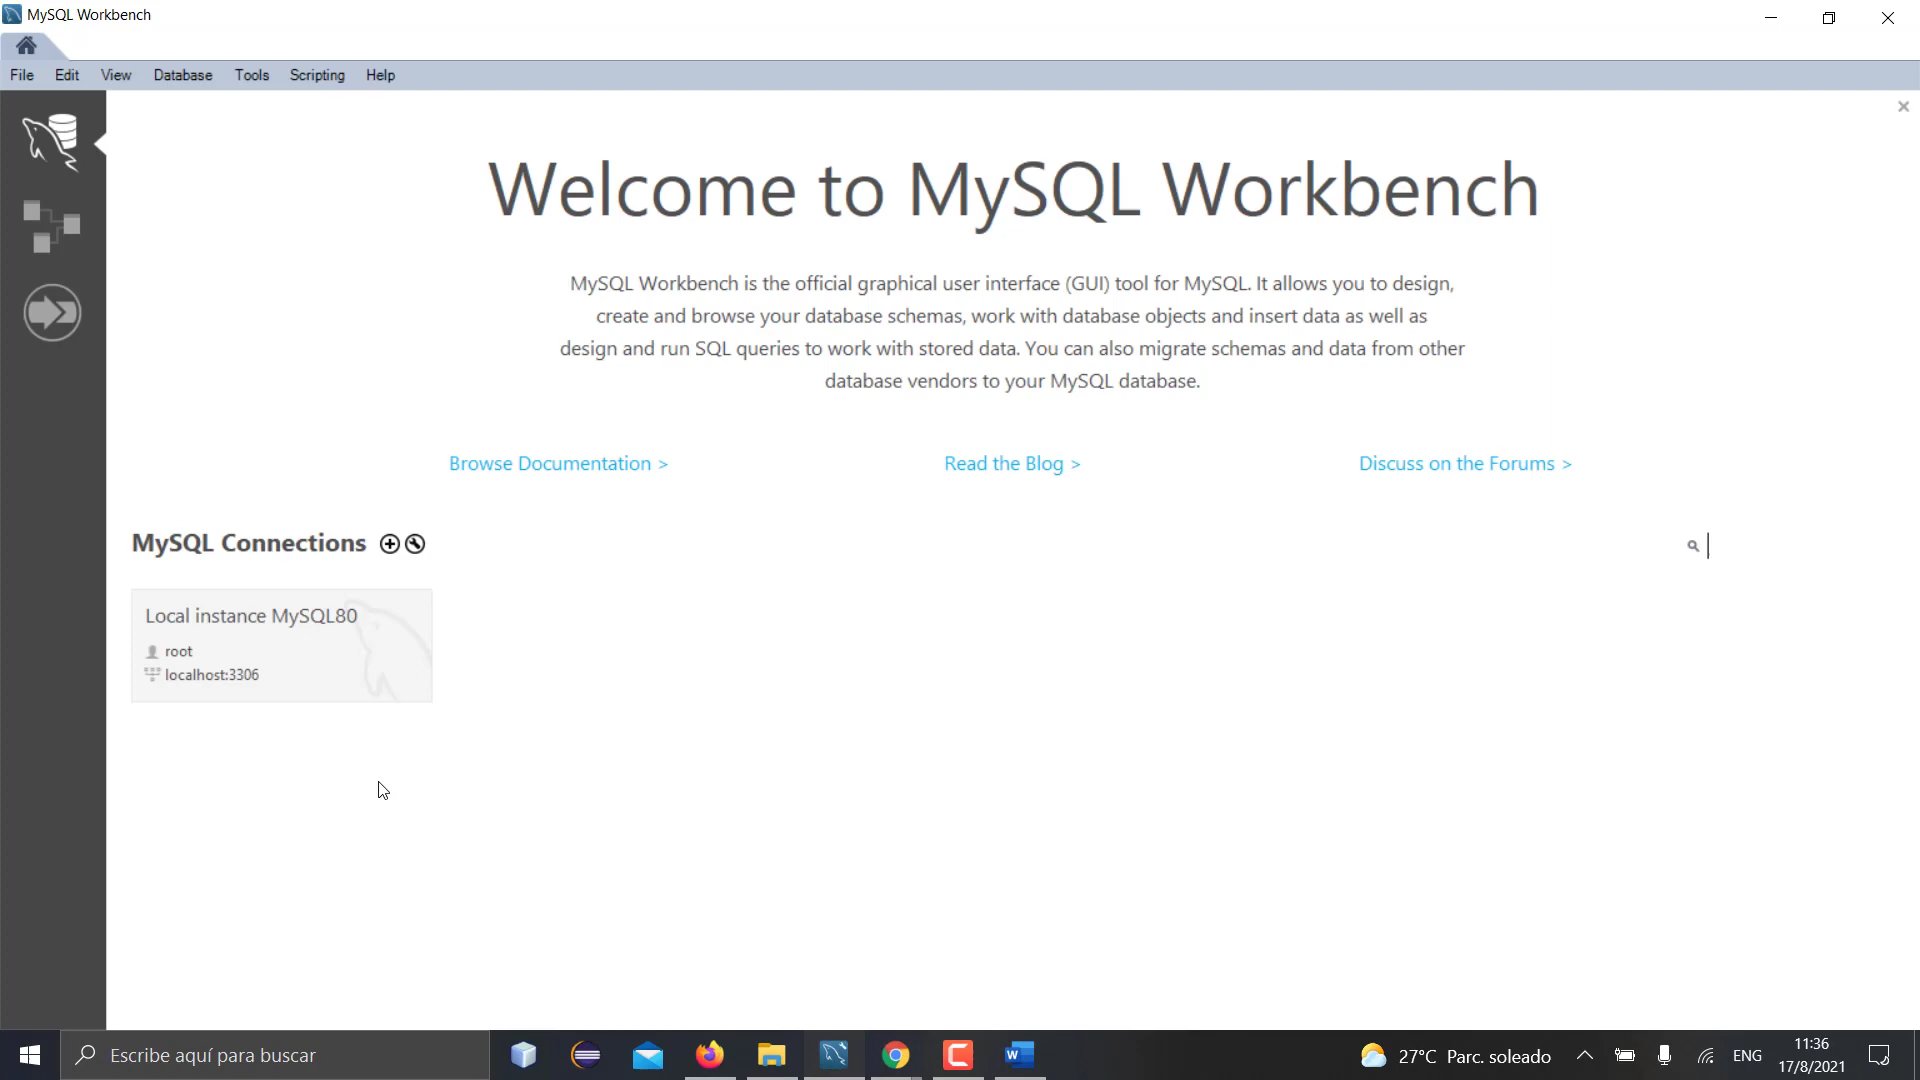 MySQL Workbench
File Edit View Database Tools Scripting Help
Welcome to MySQL Workbench
MySQL Workbench is the official graphical user interface (GUI) tool for MySQL. It allows you to design,
create and browse your database schemas, work with database objects and insert data as well as
design and run SQL queries to work with stored data. You can also migrate schemas and data from other
database vendors to your MySQL database.
Browse Documentation > Read the Blog > Discuss on the Forums >
MySQL Connections
Local instance MySQL80
root
localhost:3306
Escribe aquí para buscar
W
27°C Parc. soleado
ENG
11:36
17/8/2021